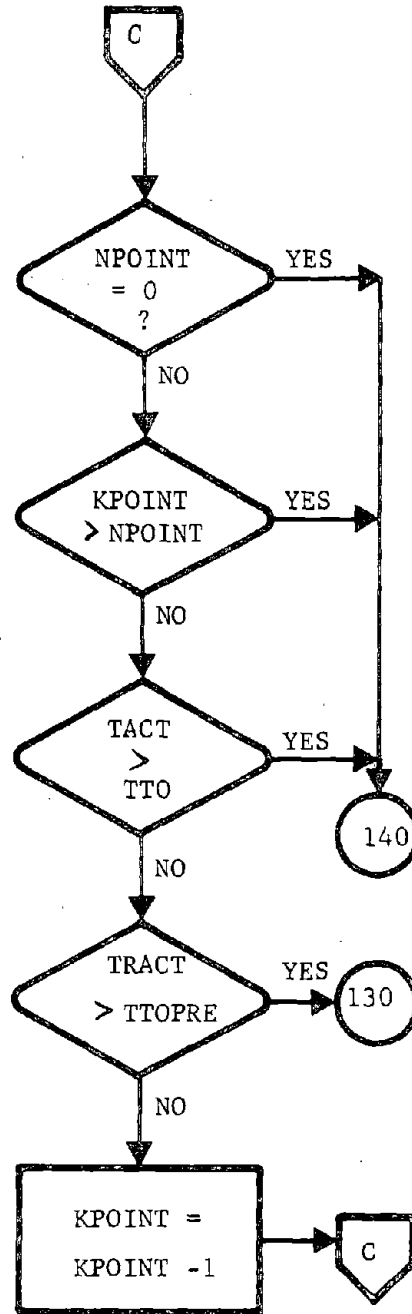 C
NPOINT
= 0
?
YES
NO
KPOINT
> NPOINT
YES
NO
TACT
>
TTO
YES
140
NO
TRACT
> TTOPRE
YES
130
NO
KPOINT =
KPOINT -1
C